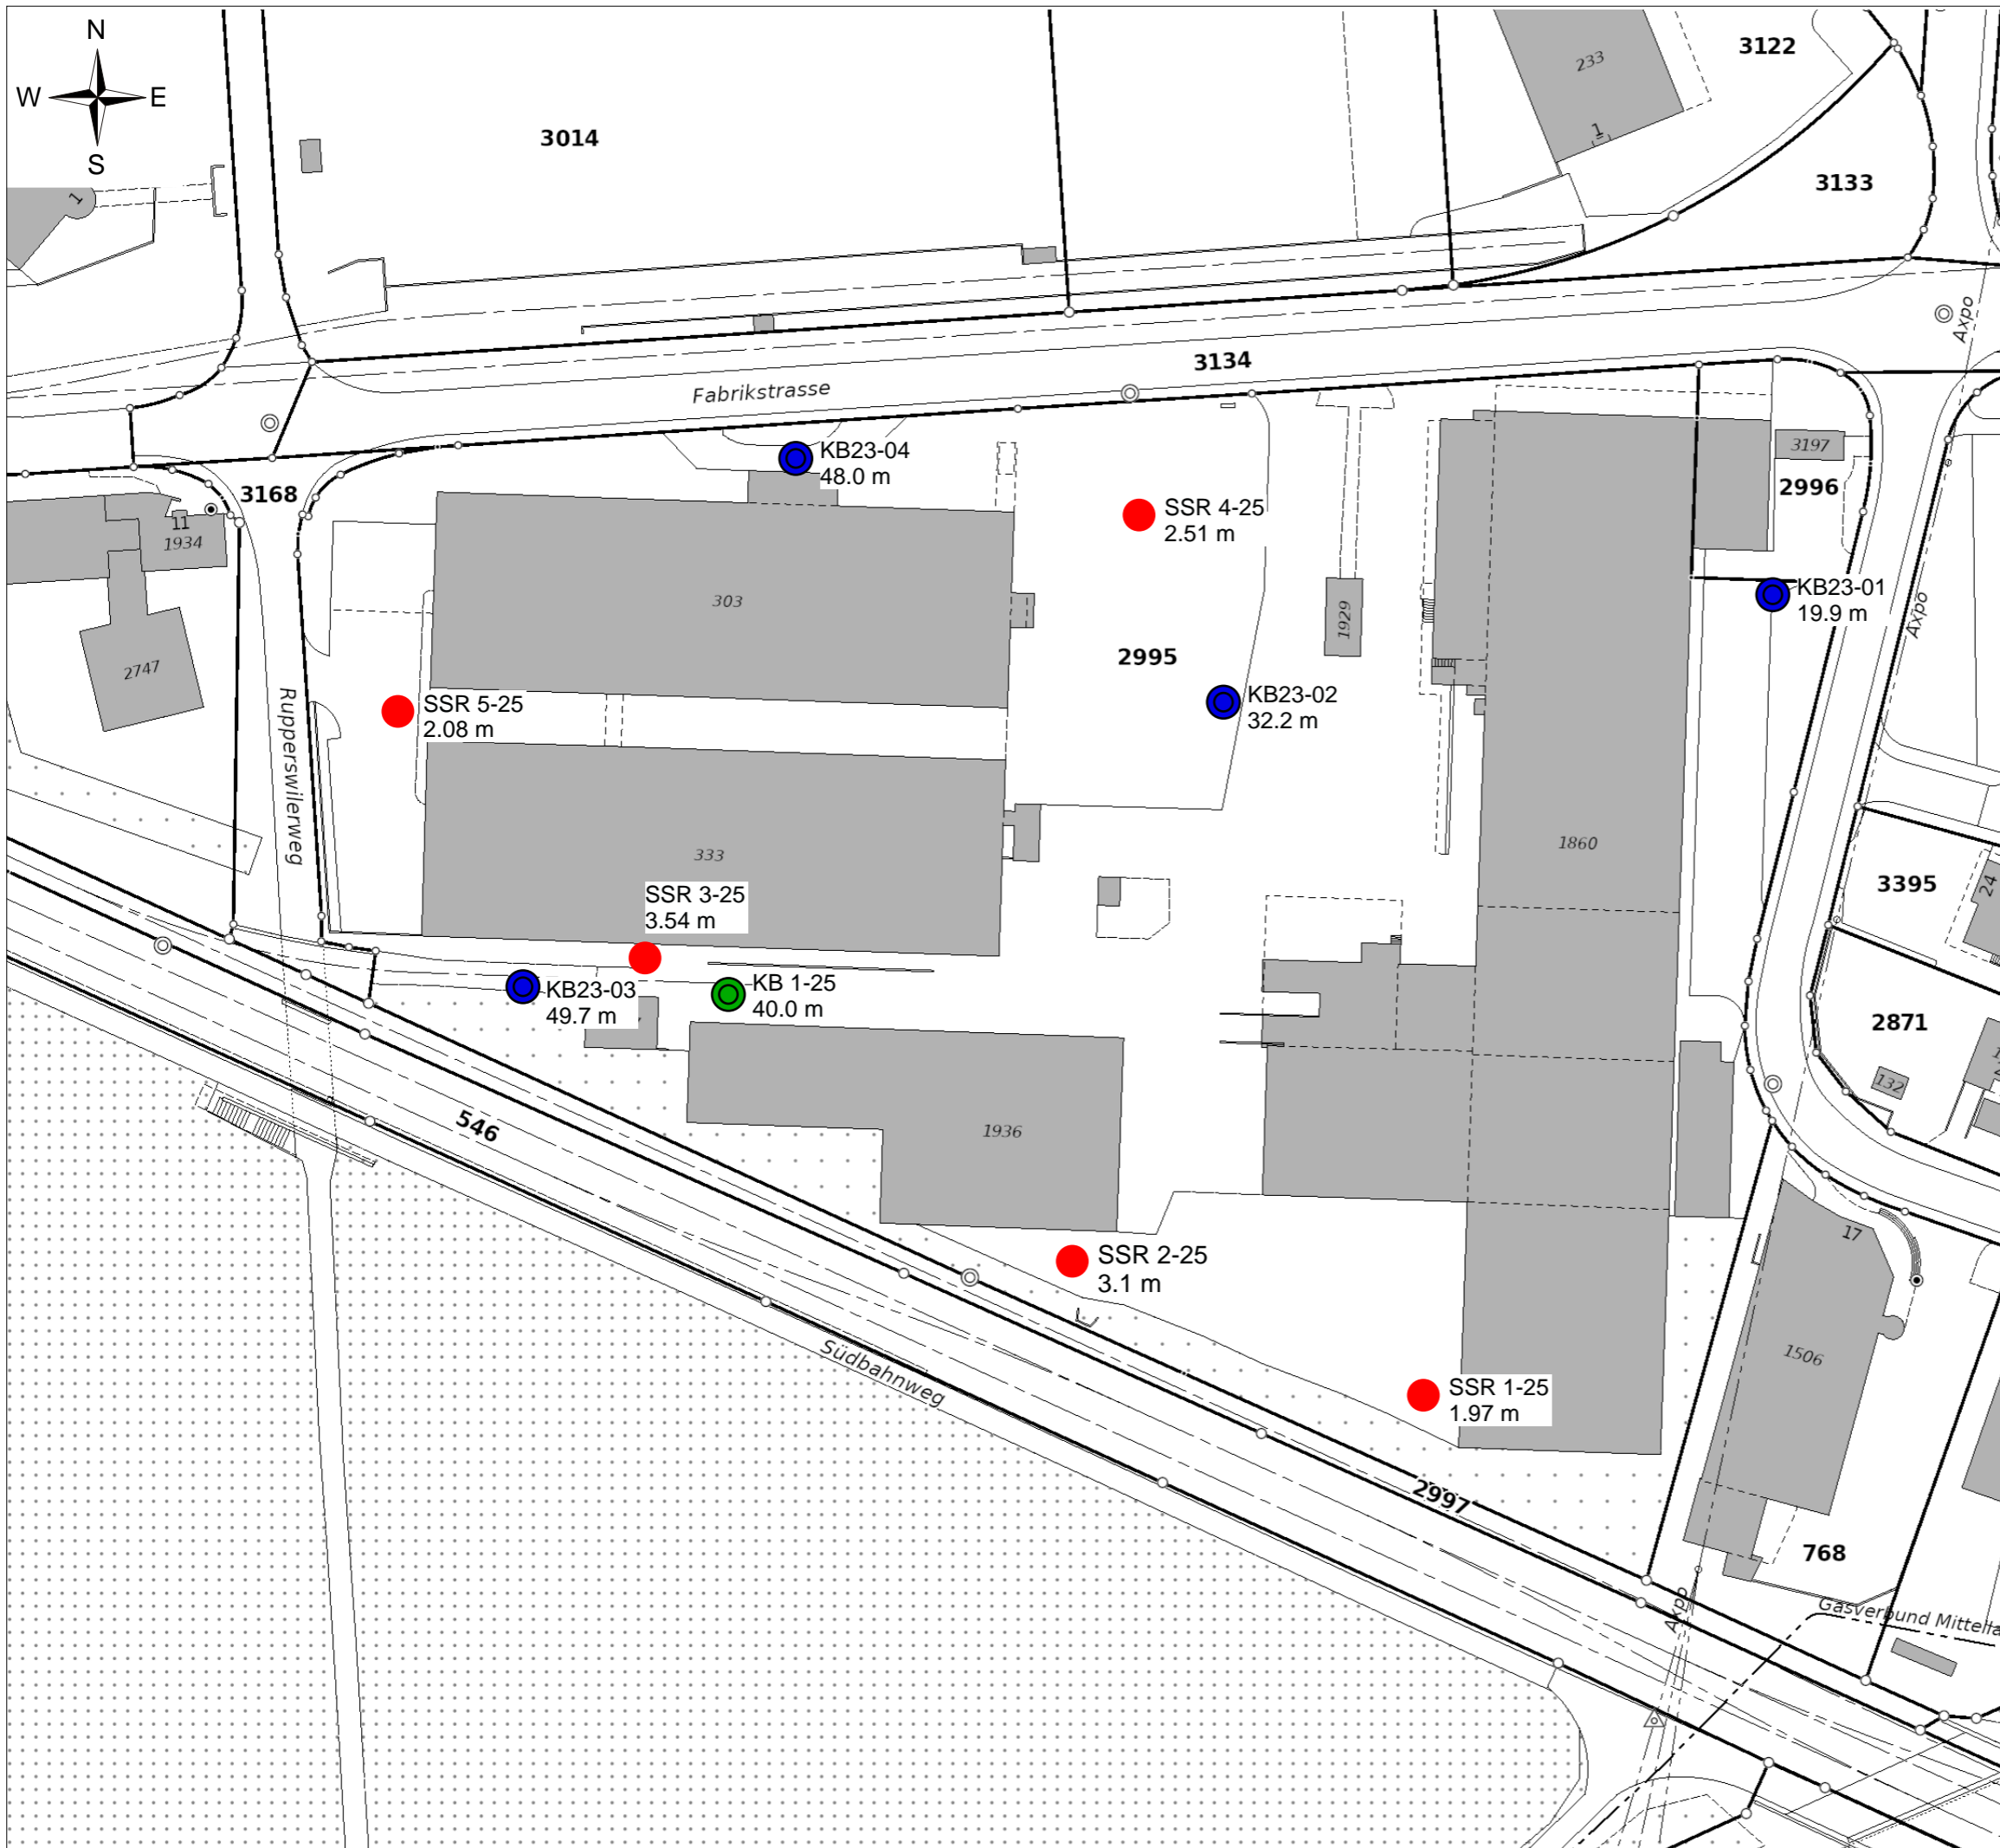 N
W E
S
3014
233
1
3122
3133
1
Axpo
3134
Fabrikstrasse
KB23-04
48.0 m
3197
2996
3168
11
1934
SSR 4-25
2.51 m
303
1929
KB23-01
19.9 m
Axpo
2747
2995
SSR 5-25
2.08 m
KB23-02
32.2 m
Rupperswilerweg
333
1860
3395
24
SSR 3-25
3.54 m
KB23-03
49.7 m
KB 1-25
40.0 m
2871
132
546
1936
17
SSR 2-25
3.1 m
Südbahnweg
1506
SSR 1-25
1.97 m
2997
768
Axpo
Gasverbund Mittella